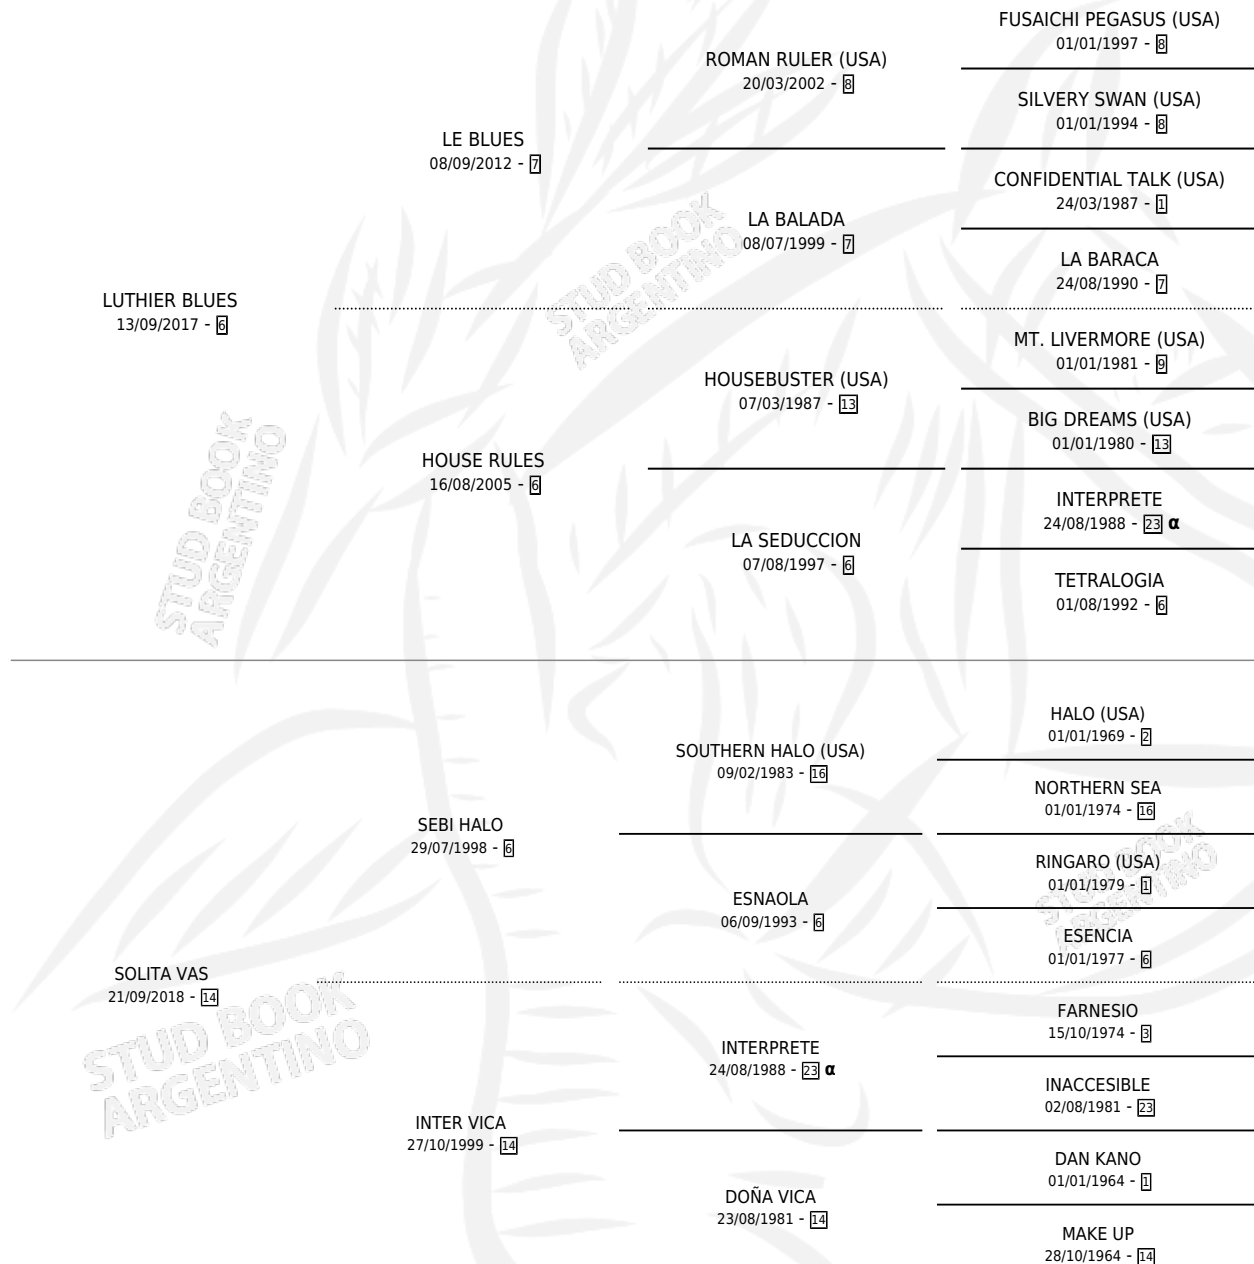 FUSAICHI PEGASUS (USA)
01/01/1997 - 8
ROMAN RULER (USA)
20/03/2002 - 8
SILVERY SWAN (USA)
01/01/1994 - 8
LE BLUES
08/09/2012 - 7
CONFIDENTIAL TALK (USA)
24/03/1987 - 1
LA BALADA
08/07/1999 - 7
LA BARACA
24/08/1990 - 7
LUTHIER BLUES
13/09/2017 - 6
MT. LIVERMORE (USA)
01/01/1981 - 9
HOUSEBUSTER (USA)
07/03/1987 - 13
BIG DREAMS (USA)
01/01/1980 - 13
HOUSE RULES
16/08/2005 - 6
INTERPRETE
24/08/1988 - 23 α
LA SEDUCCION
07/08/1997 - 6
TETRALOGIA
01/08/1992 - 6
HALO (USA)
01/01/1969 - 2
SOUTHERN HALO (USA)
09/02/1983 - 16
NORTHERN SEA
01/01/1974 - 16
SEBI HALO
29/07/1998 - 6
RINGARO (USA)
01/01/1979 - 1
ESNAOLA
06/09/1993 - 6
ESENCIA
01/01/1977 - 6
SOLITA VAS
21/09/2018 - 14
FARNESIO
15/10/1974 - 3
INTERPRETE
24/08/1988 - 23 α
INACCESIBLE
02/08/1981 - 23
INTER VICA
27/10/1999 - 14
DAN KANO
01/01/1964 - 1
DOÑA VICA
23/08/1981 - 14
MAKE UP
28/10/1964 - 14
STUD BOOK
ARGENTINO
STUD BOOK
ARGENTINO
STUD BOOK
ARGENTINO
STUD BOOK
ARGENTINO